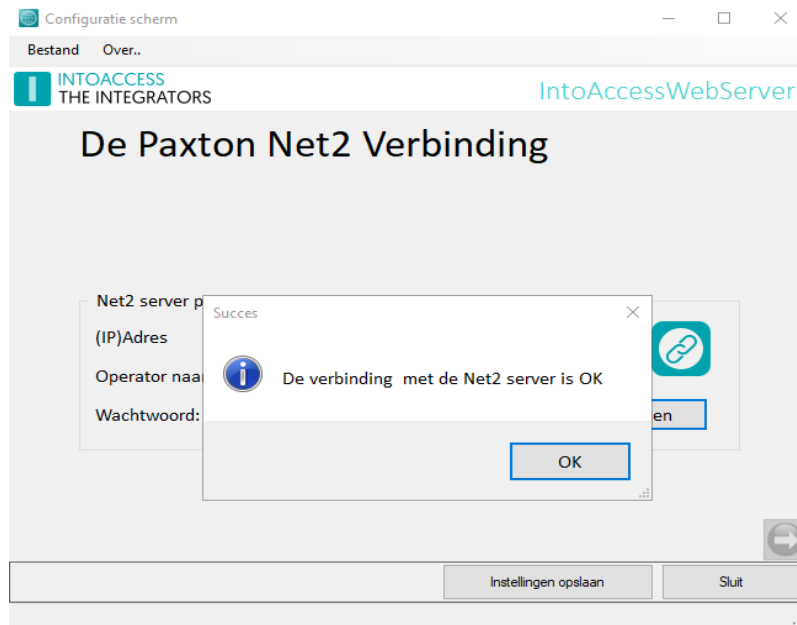 Configuratie scherm
Bestand Over..
INTOACCESS
THE INTEGRATORS
IntoAccessWebServer
De Paxton Net2 Verbinding
Net2 server p
Succes
(IP)Adres
Operator naa
De verbinding met de Net2 server is OK
Wachtwoord:
en
OK
Instellingen opslaan
Sluit